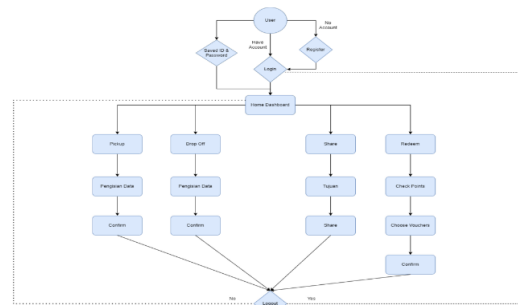 User
No
Account
Have
Account
Saved ID &
Password
Register
Login
Home Dashboard
Pickup
Drop Off
Share
Redeem
Pengisian Data
Pengisian Data
Tujuan
Check Points
Confirm
Confirm
Share
Choose Vouchers
Confirm
No
Yes
Logout